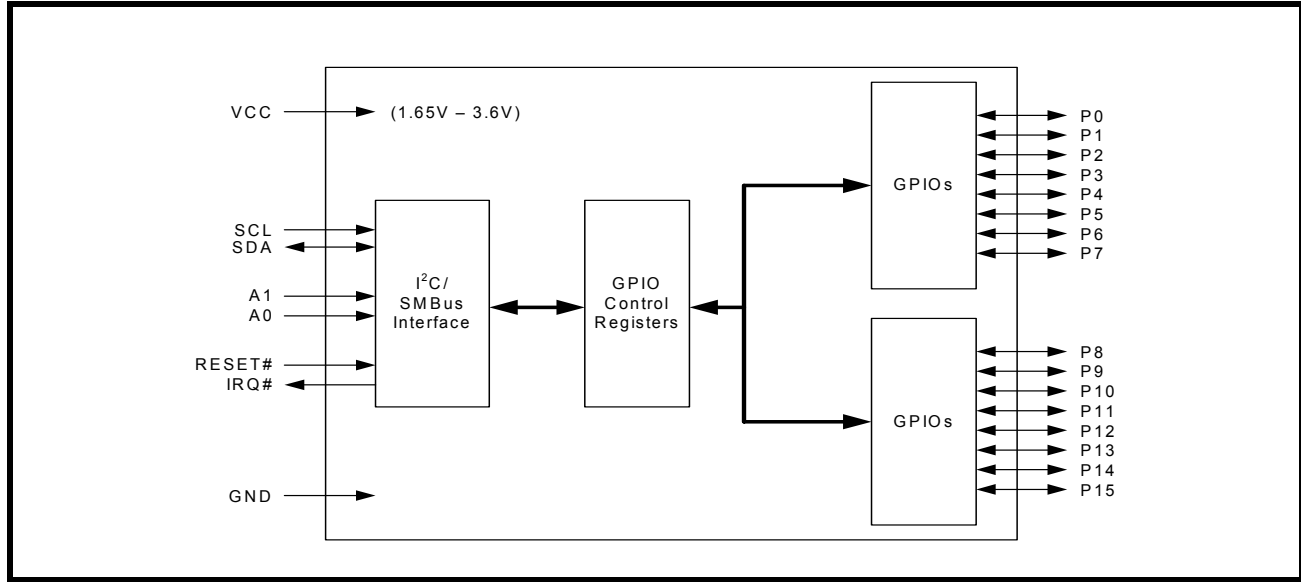 VCC
(1.65V – 3.6V)
SCL
SDA
A1
A0
RESET#
IRQ#
GND
I²C/
SMBus
Interface
GPIO
Control
Registers
GPIOs
P0
P1
P2
P3
P4
P5
P6
P7
GPIOs
P8
P9
P10
P11
P12
P13
P14
P15